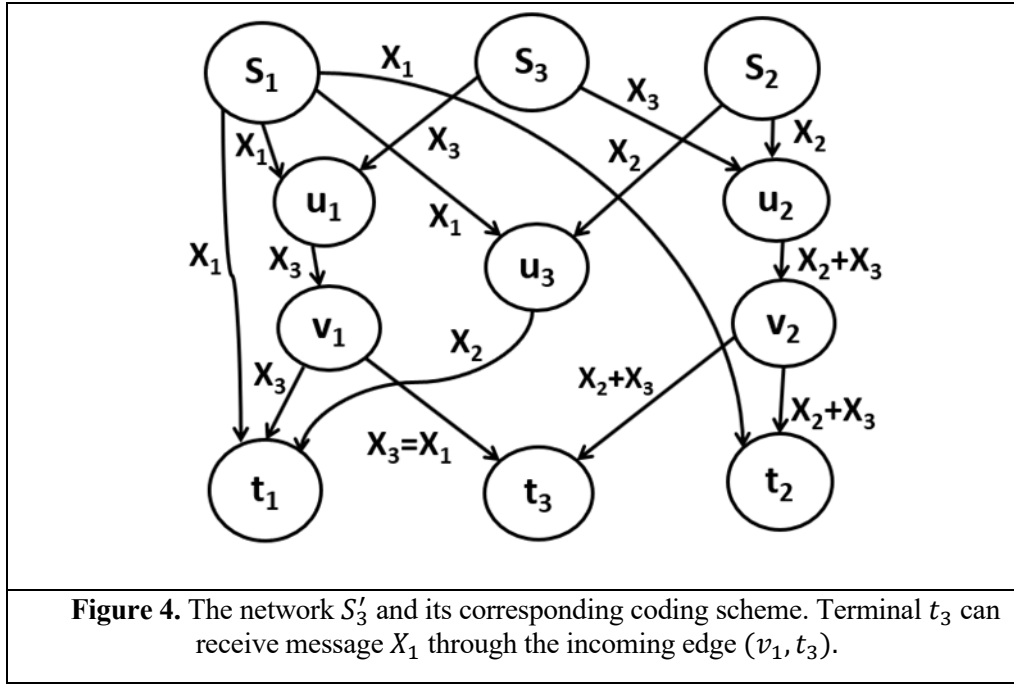 S₁
S₃
S₂
X₁
X₃
X₂
X₁
X₃
X₂
u₁
u₂
X₁
u₃
X₁
X₃
X₂+X₃
v₁
v₂
X₂
X₃
X₂+X₃
X₂+X₃
X₃=X₁
t₁
t₃
t₂
Figure 4. The network S′₃ and its corresponding coding scheme. Terminal t₃ can
receive message X₁ through the incoming edge (v₁, t₃).